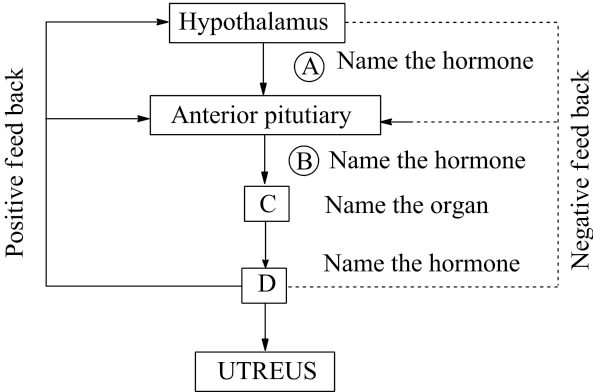 Hypothalamus
A Name the hormone
Anterior pitutiary
B Name the hormone
C Name the organ
Name the hormone
D
UTREUS
Positive feed back
Negative feed back